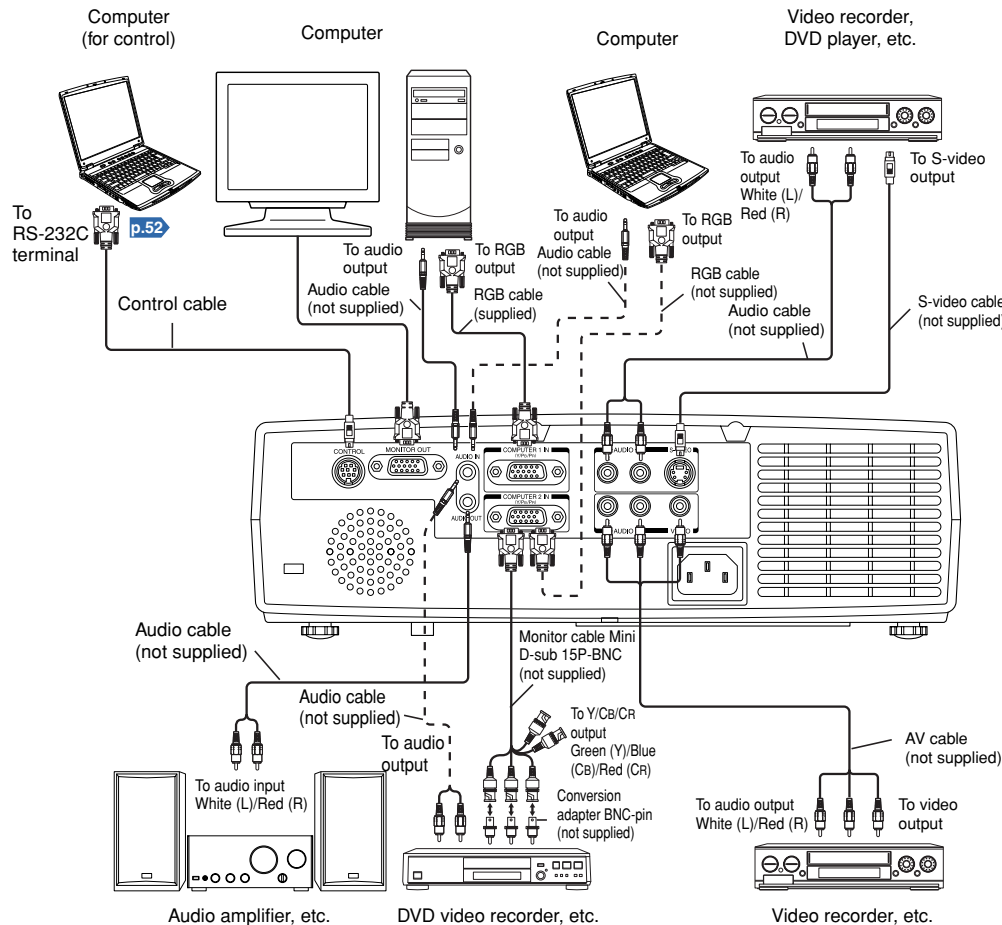 Computer
(for control)
Computer
Computer
Video recorder,
DVD player, etc.
To
RS-232C
terminal
p.52
To audio
output
To RGB
output
To audio
output
Audio cable
(not supplied)
To RGB
output
To audio
output
White (L)/
Red (R)
To S-video
output
Control cable
Audio cable
(not supplied)
RGB cable
(supplied)
RGB cable
(not supplied)
Audio cable
(not supplied)
S-video cable
(not supplied)
CONTROL
MONITOR OUT
AUDIO IN
COMPUTER 1 IN
(Y/PB/PR)
AUDIO
COMPUTER 2 IN
(Y/PB/PR)
AUDIO OUT
AUDIO
Audio cable
(not supplied)
Audio cable
(not supplied)
To audio
output
Monitor cable Mini
D-sub 15P-BNC
(not supplied)
To Y/CB/CR
output
Green (Y)/Blue
(CB)/Red (CR)
Conversion
adapter BNC-pin
(not supplied)
AV cable
(not supplied)
To audio input
White (L)/Red (R)
To audio output
White (L)/Red (R)
To video
output
Audio amplifier, etc.
DVD video recorder, etc.
Video recorder, etc.